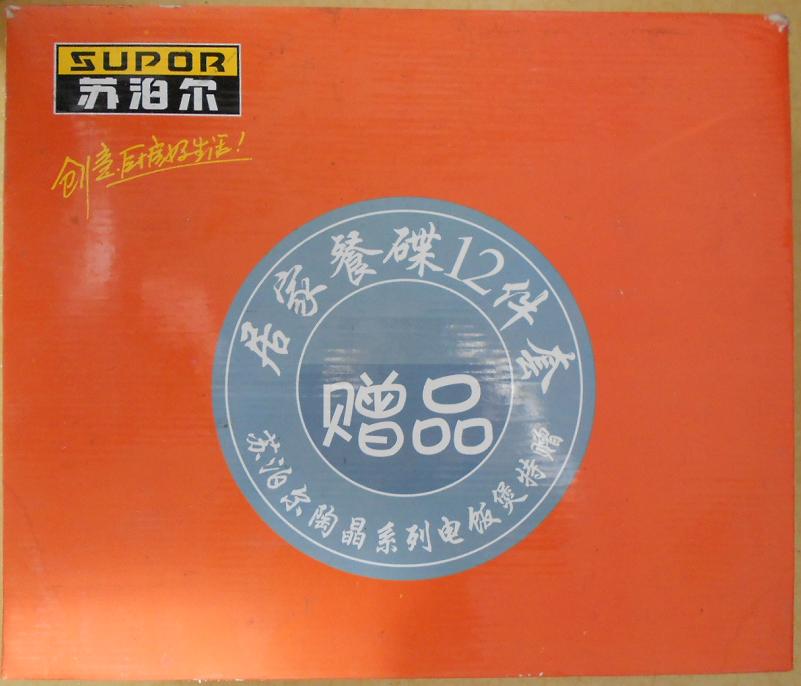 SUPOR
苏泊尔
创意厨房好生活！
居家餐碟12件套
赠品
苏泊尔陶晶系列电饭煲特赠